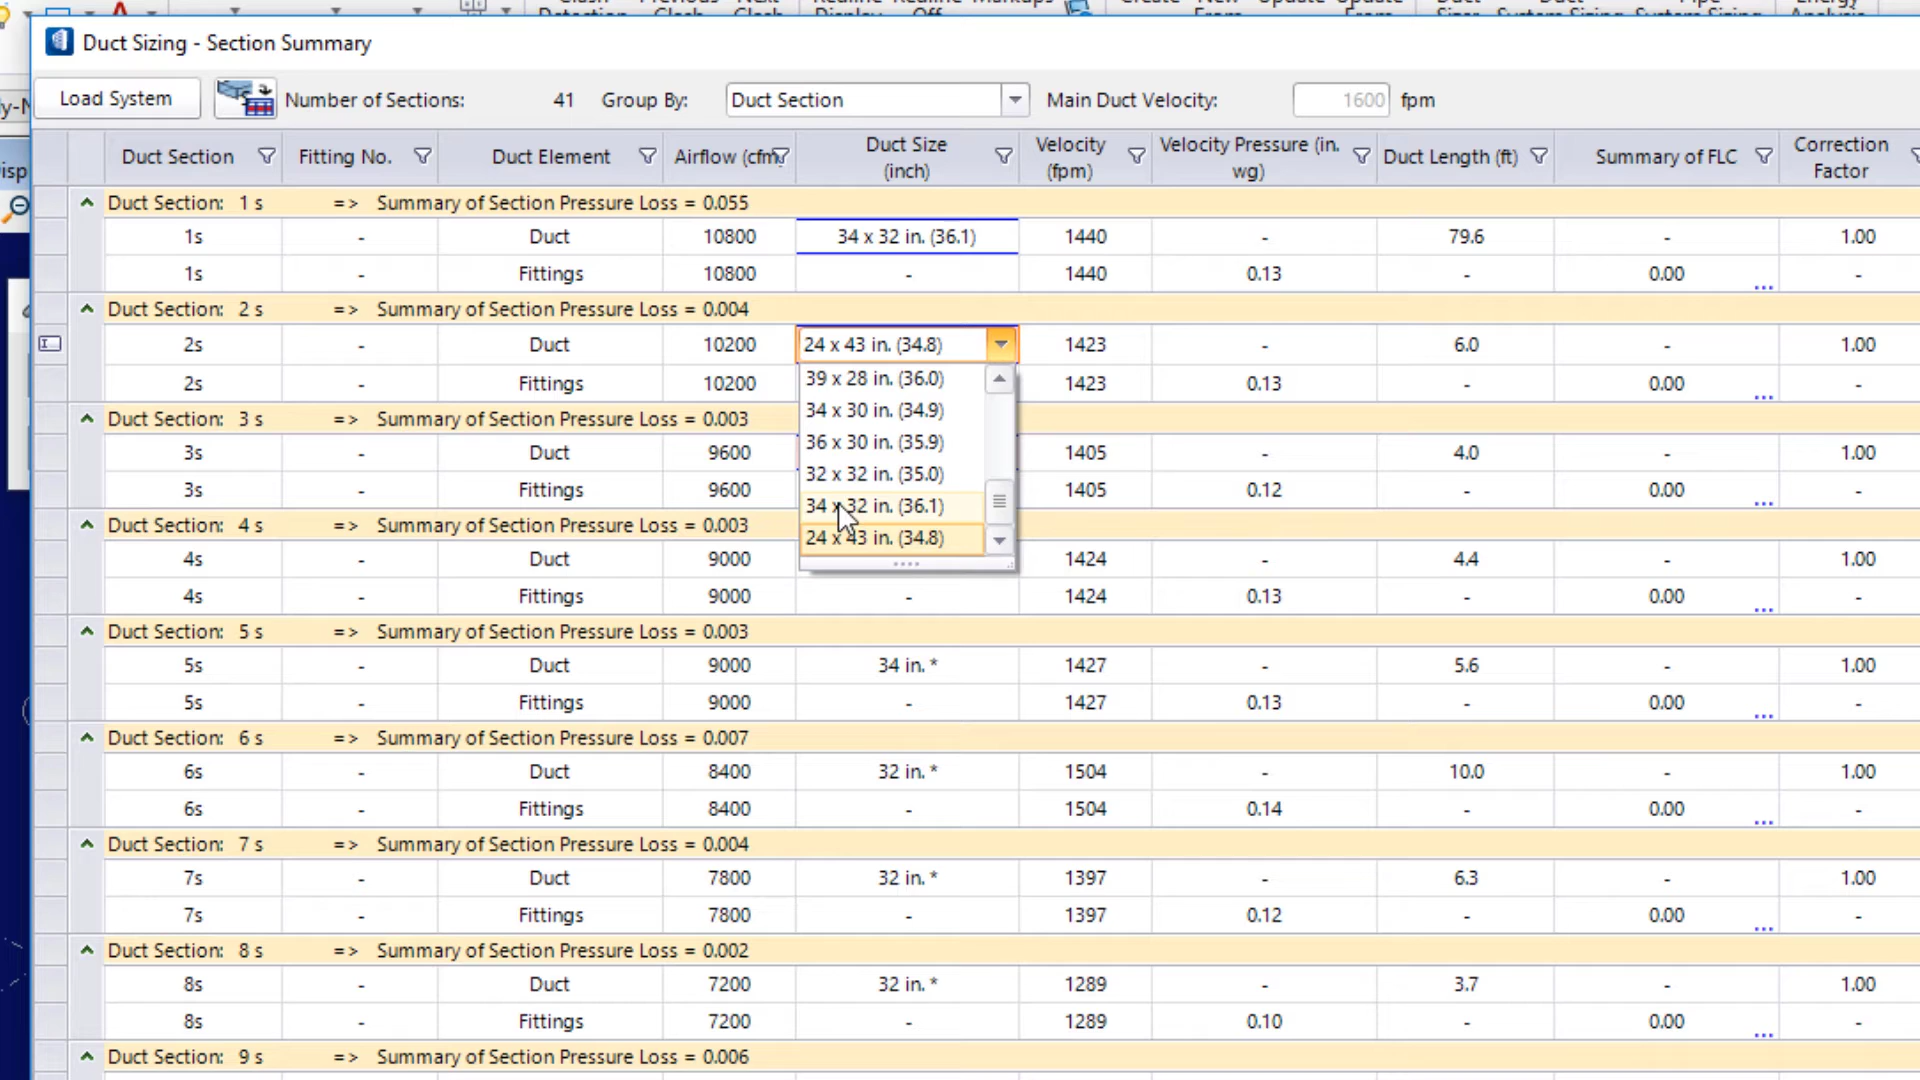 Duct Sizing - Section Summary
Load System Number of Sections: 41 Group By: Duct Section Main Duct Velocity: 1600 fpm
Duct Section Fitting No. Duct Element Airflow (cfm) Duct Size (inch) Velocity (fpm) Velocity Pressure (in. wg) Duct Length (ft) Summary of FLC Correction Factor
Duct Section: 1 s => Summary of Section Pressure Loss = 0.055
1s - Duct 10800 34 x 32 in. (36.1) 1440 - 79.6 - 1.00
1s - Fittings 10800 - 1440 0.13 - 0.00 ... -
Duct Section: 2 s => Summary of Section Pressure Loss = 0.004
2s - Duct 10200 24 x 43 in. (34.8) 1423 - 6.0 - 1.00
2s - Fittings 10200 39 x 28 in. (36.0) 1423 0.13 - 0.00 ... -
34 x 30 in. (34.9)
Duct Section: 3 s => Summary of Section Pressure Loss = 0.003
36 x 30 in. (35.9)
3s - Duct 9600 1405 - 4.0 - 1.00
32 x 32 in. (35.0)
3s - Fittings 9600 1405 0.12 - 0.00 ... -
34 x 32 in. (36.1)
Duct Section: 4 s => Summary of Section Pressure Loss = 0.003
24 x 43 in. (34.8)
4s - Duct 9000 1424 - 4.4 - 1.00
4s - Fittings 9000 - 1424 0.13 - 0.00 ... -
Duct Section: 5 s => Summary of Section Pressure Loss = 0.003
5s - Duct 9000 34 in. * 1427 - 5.6 - 1.00
5s - Fittings 9000 - 1427 0.13 - 0.00 ... -
Duct Section: 6 s => Summary of Section Pressure Loss = 0.007
6s - Duct 8400 32 in. * 1504 - 10.0 - 1.00
6s - Fittings 8400 - 1504 0.14 - 0.00 ... -
Duct Section: 7 s => Summary of Section Pressure Loss = 0.004
7s - Duct 7800 32 in. * 1397 - 6.3 - 1.00
7s - Fittings 7800 - 1397 0.12 - 0.00 ... -
Duct Section: 8 s => Summary of Section Pressure Loss = 0.002
8s - Duct 7200 32 in. * 1289 - 3.7 - 1.00
8s - Fittings 7200 - 1289 0.10 - 0.00 ... -
Duct Section: 9 s => Summary of Section Pressure Loss = 0.006